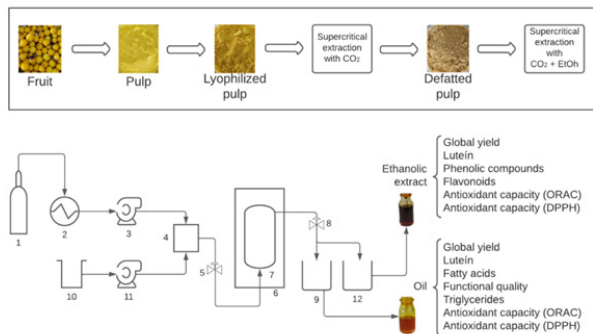 Fruit
Pulp
Lyophilized
pulp
Supercritical
extraction
with CO₂
Defatted
pulp
Supercritical
extraction
with
CO₂ + EtOh
1
2
3
4
5
6
7
8
9
10
11
12
Ethanolic
extract
Global yield
Luteín
Phenolic compounds
Flavonoids
Antioxidant capacity (ORAC)
Antioxidant capacity (DPPH)
Oil
Global yield
Luteín
Fatty acids
Functional quality
Triglycerides
Antioxidant capacity (ORAC)
Antioxidant capacity (DPPH)